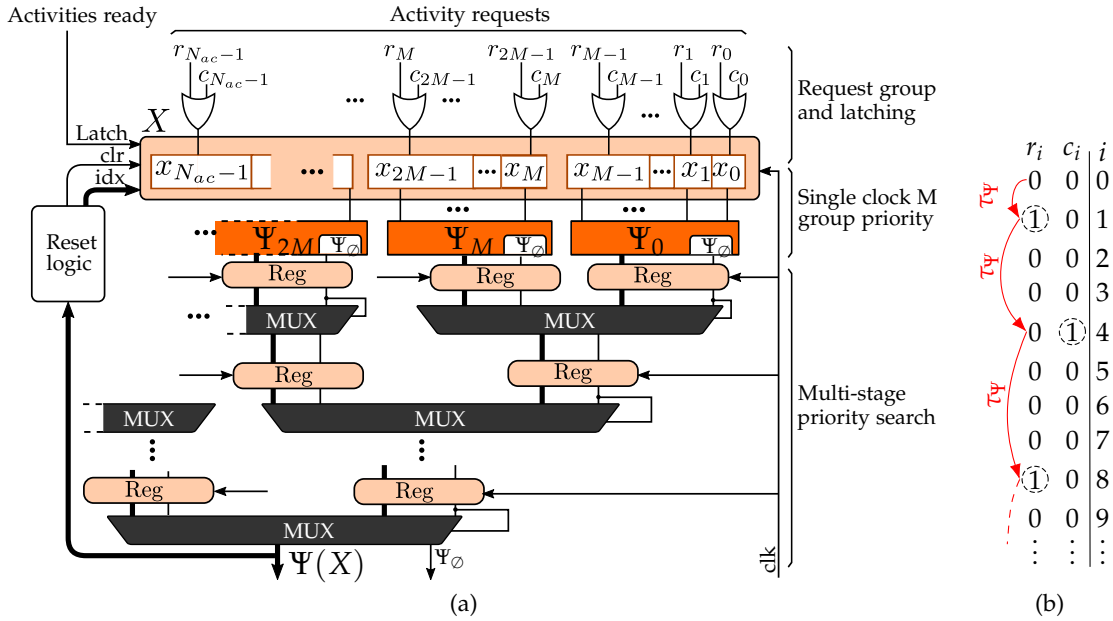 Activities ready
Activity requests
r_{N_{ac}-1} r_M r_{2M-1} r_{M-1} r_1 r_0
c_{N_{ac}-1} c_{2M-1} c_M c_{M-1} c_1 c_0
... ... ...
Request group
and latching
X
Latch
clr
idx
x_{N_{ac}-1} ... x_{2M-1} ... x_M x_{M-1} ... x_1 x_0
Single clock M
group priority
... ... ...
Reset
logic
... Ψ_{2M} Ψ_∅ Ψ_M Ψ_∅ Ψ_0 Ψ_∅
Reg Reg Reg
... MUX MUX
Reg Reg
Multi-stage
priority search
MUX MUX
⋮ ⋮
Reg Reg
MUX
Ψ(X) Ψ_∅
clk
(a)
r_i c_i i
0 0 0
τ_Ψ
1 0 1
0 0 2
τ_Ψ
0 0 3
0 1 4
0 0 5
τ_Ψ
0 0 6
0 0 7
1 0 8
0 0 9
⋮ ⋮ ⋮
(b)